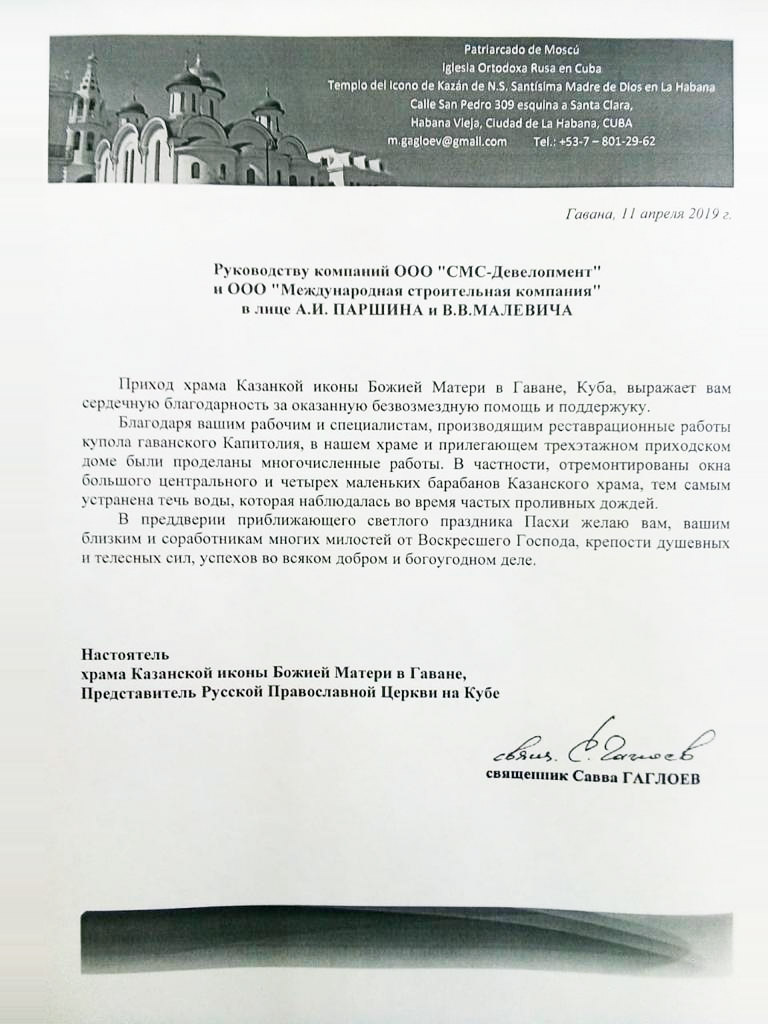 Patriarcado de Moscú
Iglesia Ortodoxa Rusa en Cuba
Templo del Icono de Kazán de N.S. Santísima Madre de Dios en La Habana
Calle San Pedro 309 esquina a Santa Clara,
Habana Vieja, Ciudad de La Habana, CUBA
m.gagloev@gmail.com Tel.: +53-7 – 801-29-62
Гавана, 11 апреля 2019 г.
Руководству компаний ООО "СМС-Девелопмент"
и ООО "Международная строительная компания"
в лице А.И. ПАРШИНА и В.В.МАЛЕВИЧА
Приход храма Казанкой иконы Божией Матери в Гаване, Куба, выражает вам
сердечную благодарность за оказанную безвозмездную помощь и поддержуку.
Благодаря вашим рабочим и специалистам, производящим реставрационные работы
купола гаванского Капитолия, в нашем храме и прилегающем трехэтажном приходском
доме были проделаны многочисленные работы. В частности, отремонтированы окна
большого центрального и четырех маленьких барабанов Казанского храма, тем самым
устранена течь воды, которая наблюдалась во время частых проливных дождей.
В преддверии приближающего светлого праздника Пасхи желаю вам, вашим
близким и соработникам многих милостей от Воскресшего Господа, крепости душевных
и телесных сил, успехов во всяком добром и богоугодном деле.
Настоятель
храма Казанской иконы Божией Матери в Гаване,
Представитель Русской Православной Церкви на Кубе
свящ. С. Гаглоев
священник Савва ГАГЛОЕВ